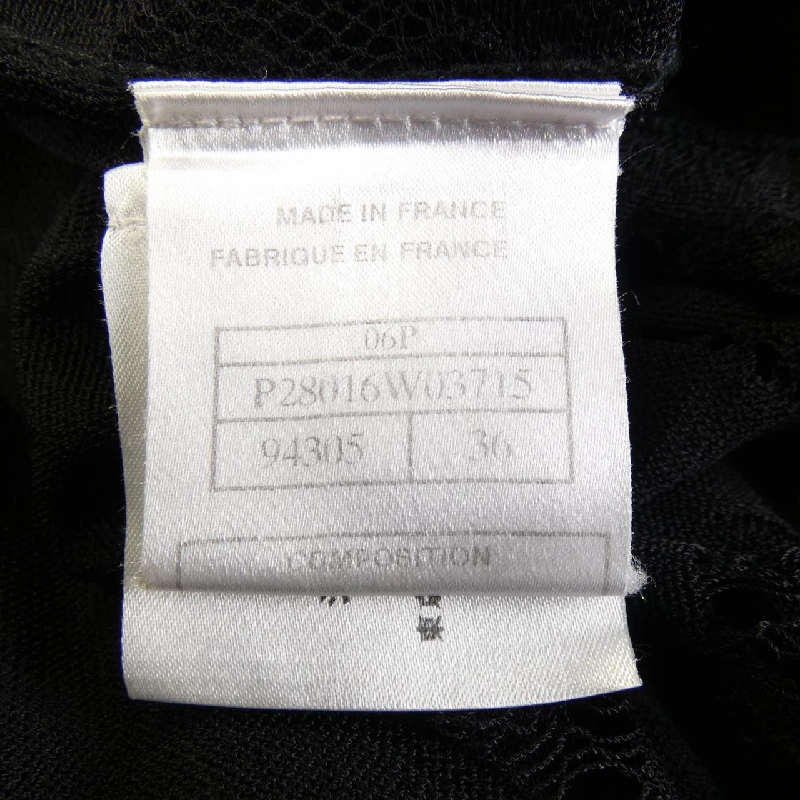 MADE IN FRANCE
FABRIQUE EN FRANCE
06P
P28016W03715
94305 36
COMPOSITION